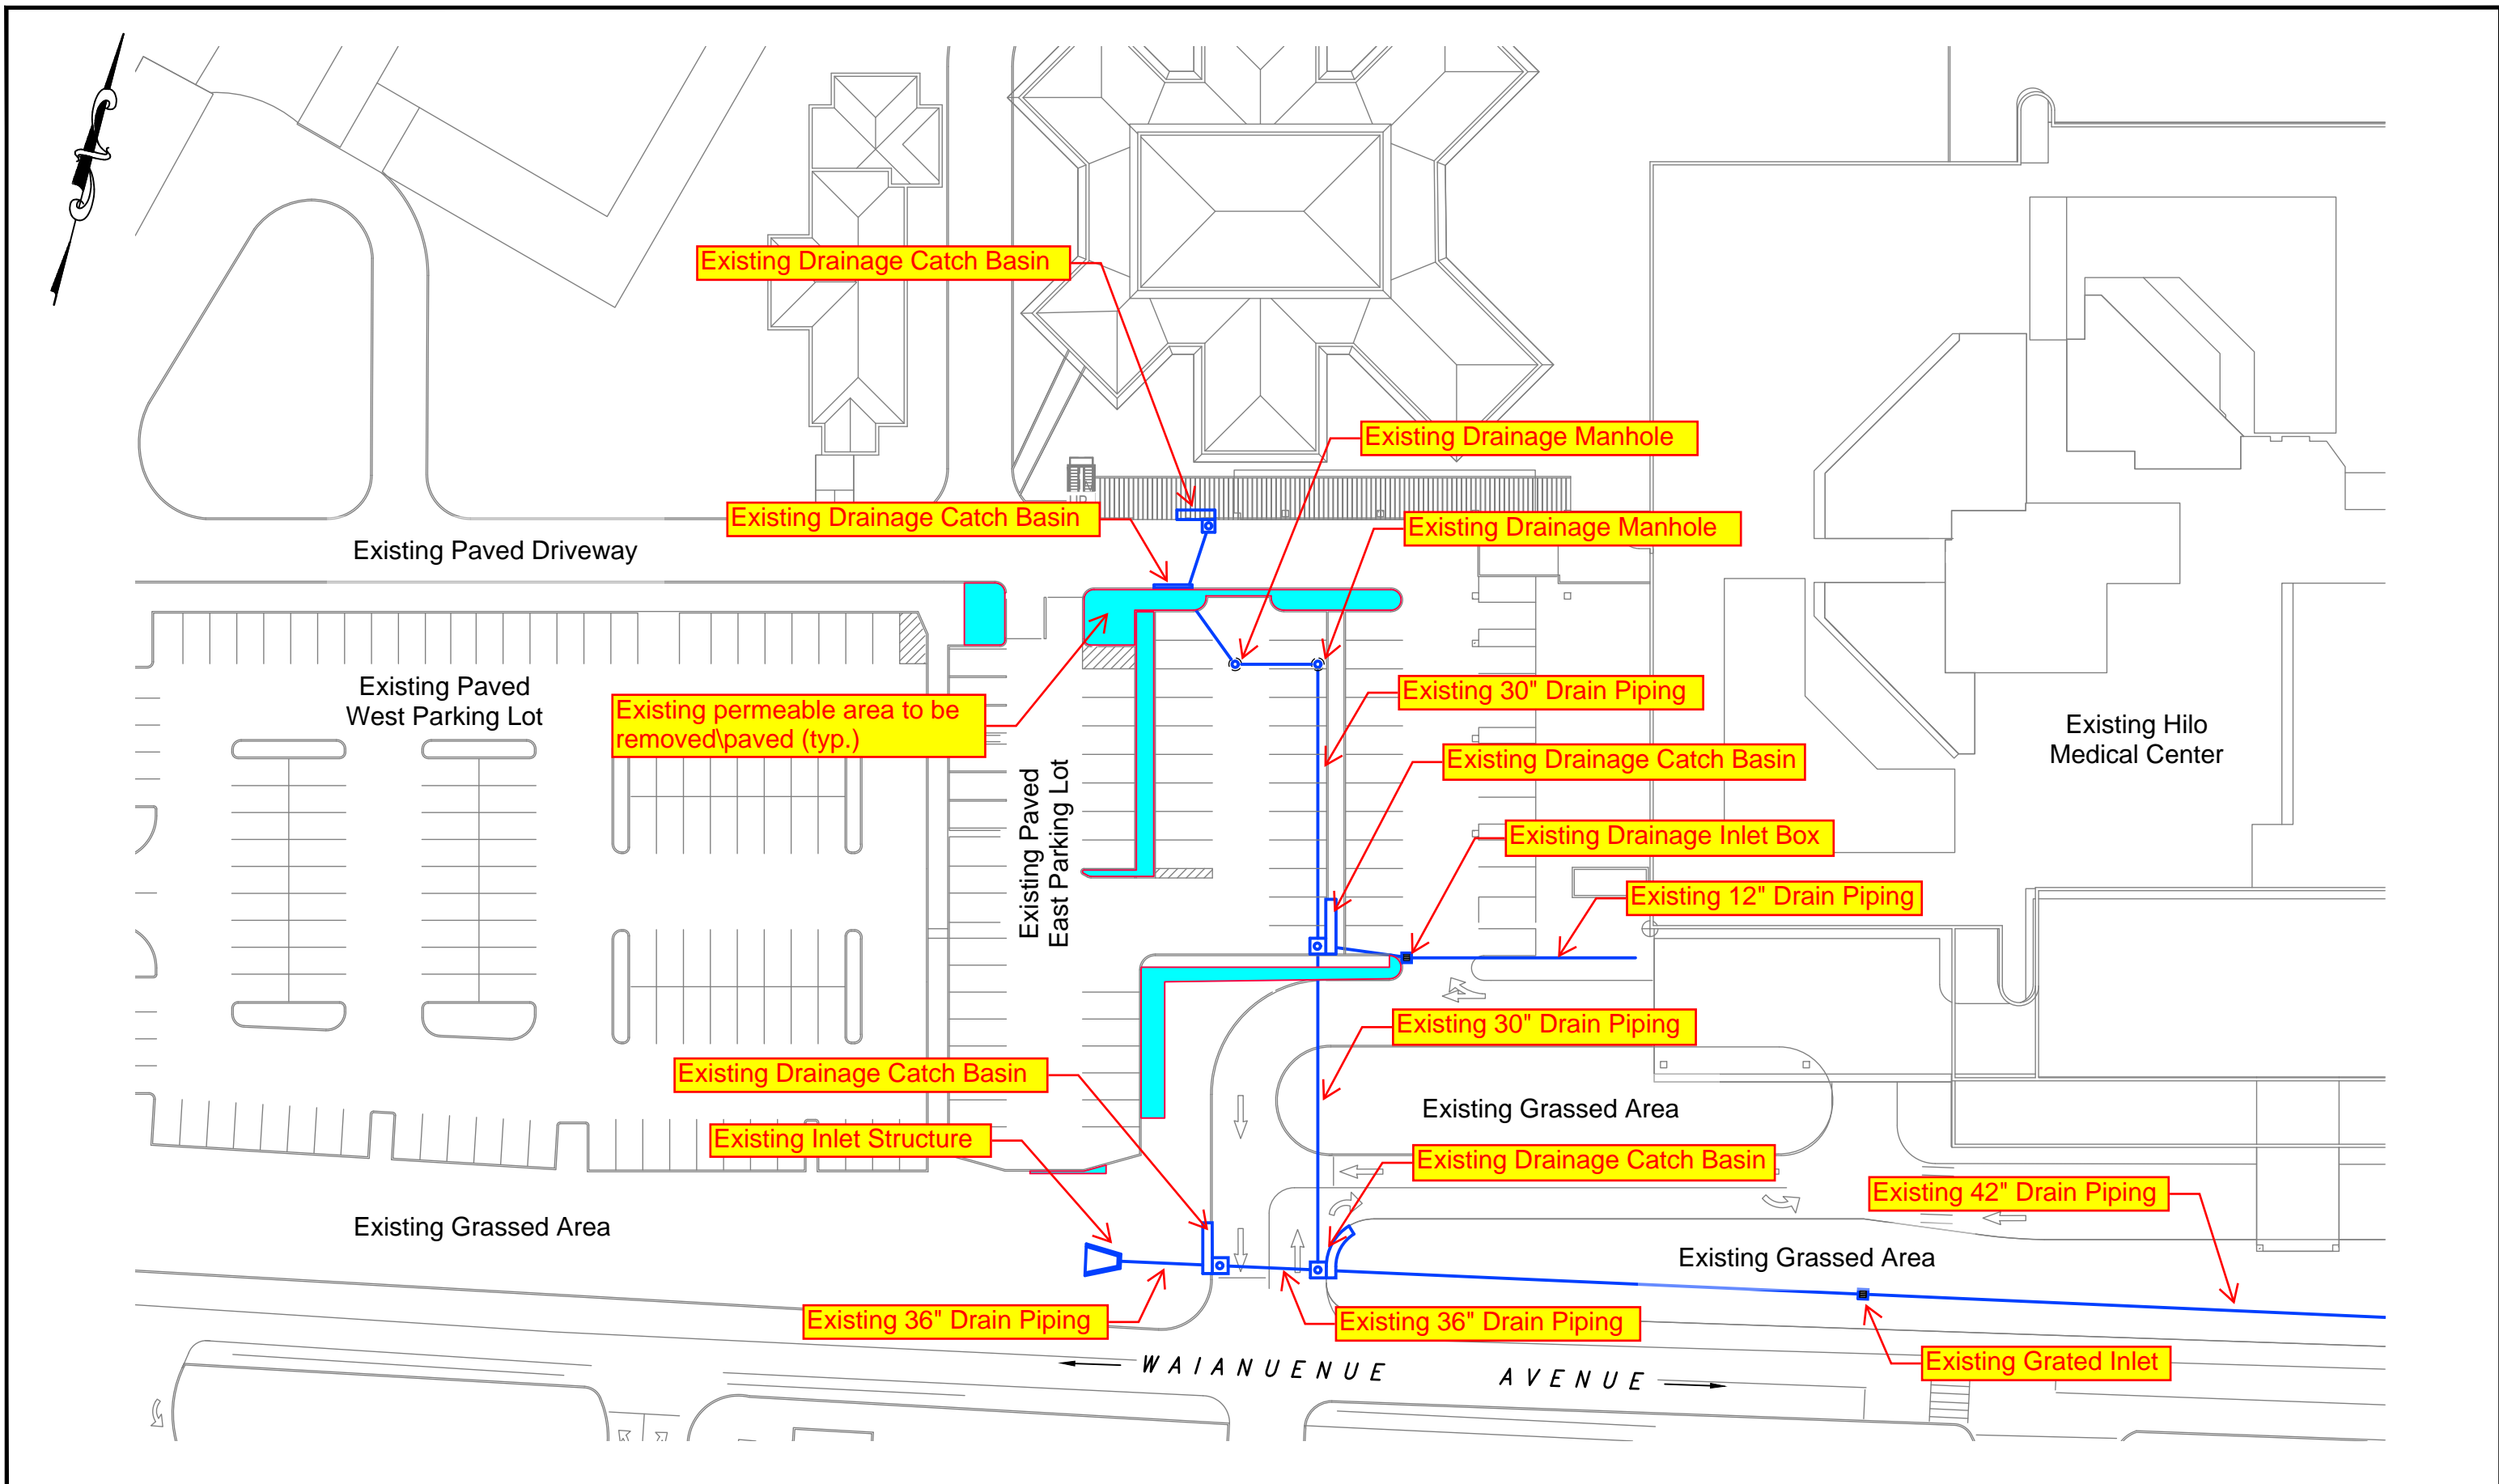 Existing Drainage Catch Basin
Existing Drainage Manhole
Existing Drainage Catch Basin
Existing Drainage Manhole
UP
Existing Paved Driveway
Existing Paved
West Parking Lot
Existing permeable area to be
removed\paved (typ.)
Existing 30" Drain Piping
Existing Hilo
Medical Center
Existing Drainage Catch Basin
Existing Paved
East Parking Lot
Existing Drainage Inlet Box
Existing 12" Drain Piping
Existing 30" Drain Piping
Existing Drainage Catch Basin
Existing Grassed Area
Existing Inlet Structure
Existing Drainage Catch Basin
Existing 42" Drain Piping
Existing Grassed Area
Existing Grassed Area
Existing 36" Drain Piping
Existing 36" Drain Piping
Existing Grated Inlet
WAIANUENUE AVENUE